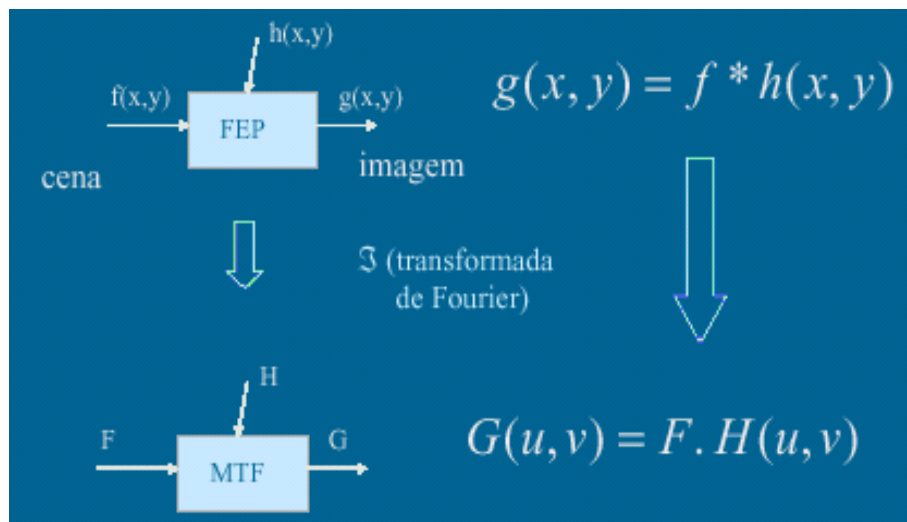 h(x,y)
f(x,y)
g(x,y)
FEP
cena
imagem
g(x, y) = f * h(x, y)
ℑ (transformada
de Fourier)
H
F
G
MTF
G(u, v) = F . H(u, v)